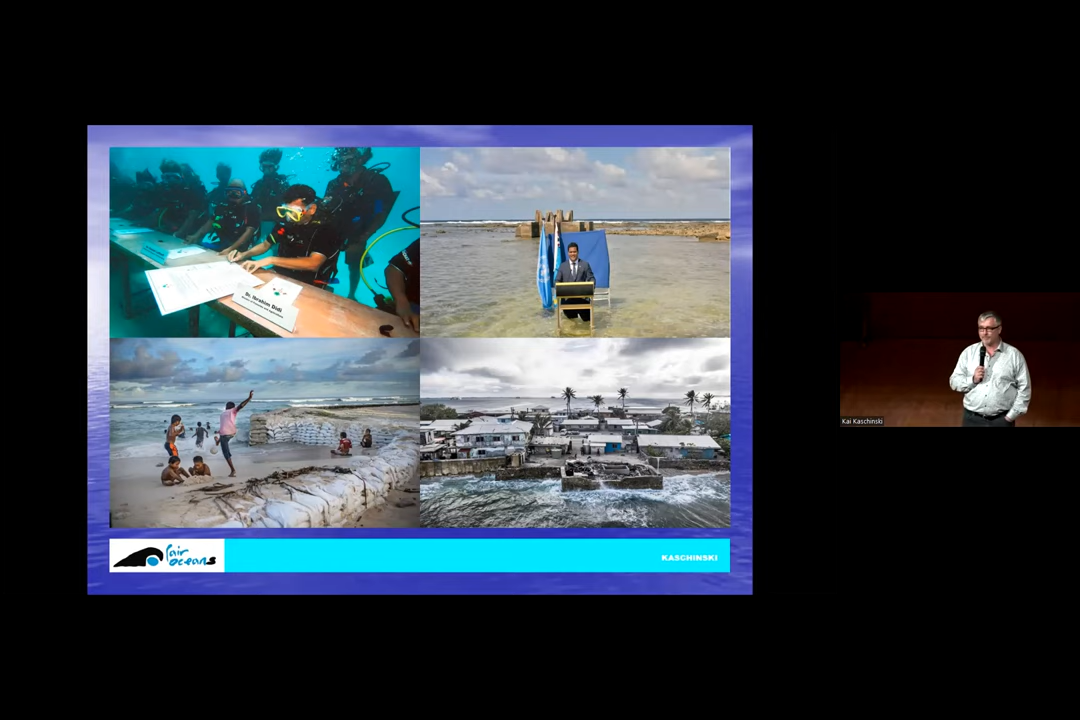 Dr. Ibrahim Didi
fair
oceans
KASCHINSKI
Kai Kaschinski